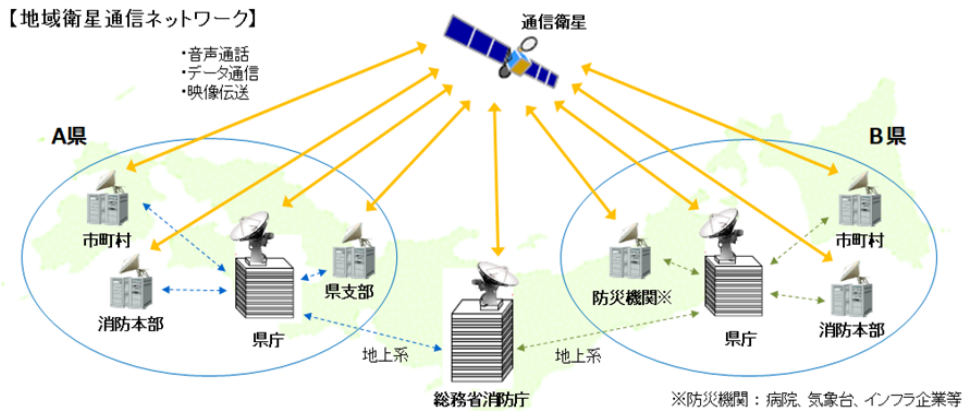 【地域衛星通信ネットワーク】
・音声通話
・データ通信
・映像伝送
通信衛星
A県
B県
市町村
消防本部
県庁
県支部
地上系
総務省消防庁
地上系
防災機関※
県庁
市町村
消防本部
※防災機関：病院、気象台、インフラ企業等